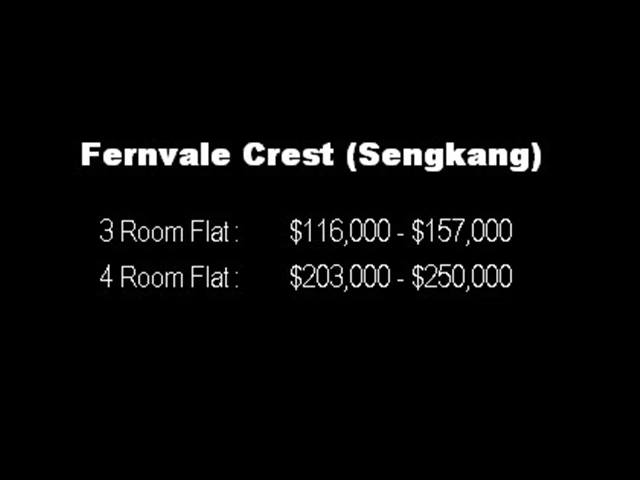 Fernvale Crest (Sengkang)
3 Room Flat : $116,000 - $157,000
4 Room Flat : $203,000 - $250,000